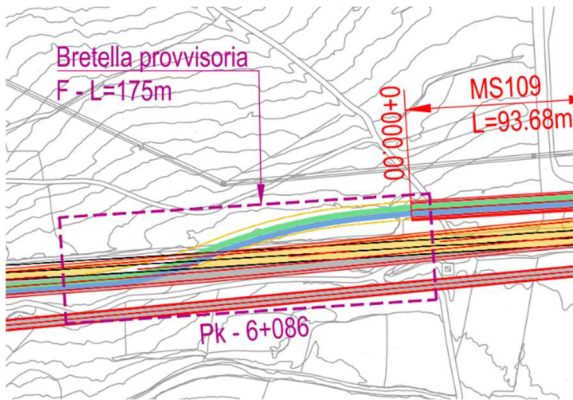 Bretella provvisoria
F - L=175m
0+000.00
MS109
L=93.68m
Pk - 6+086